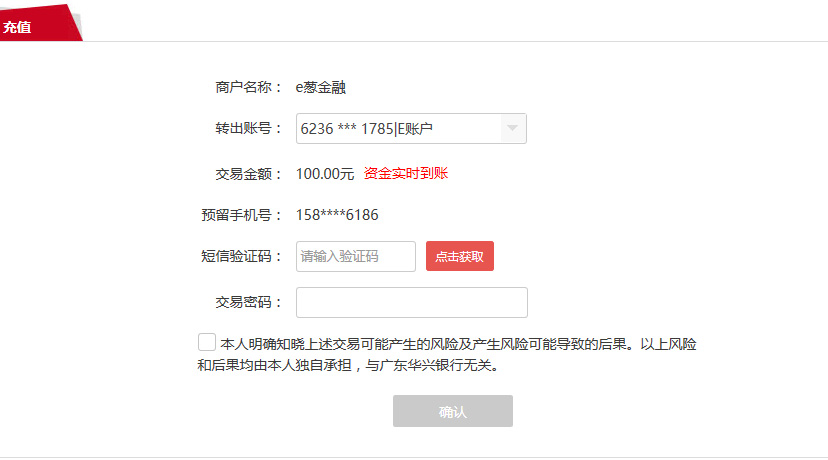 充值
商户名称： e葱金融
转出账号： 6236 *** 1785|E账户
交易金额： 100.00元 资金实时到账
预留手机号： 158****6186
短信验证码： 请输入验证码 点击获取
交易密码：
本人明确知晓上述交易可能产生的风险及产生风险可能导致的后果。以上风险
和后果均由本人独自承担，与广东华兴银行无关。
确认